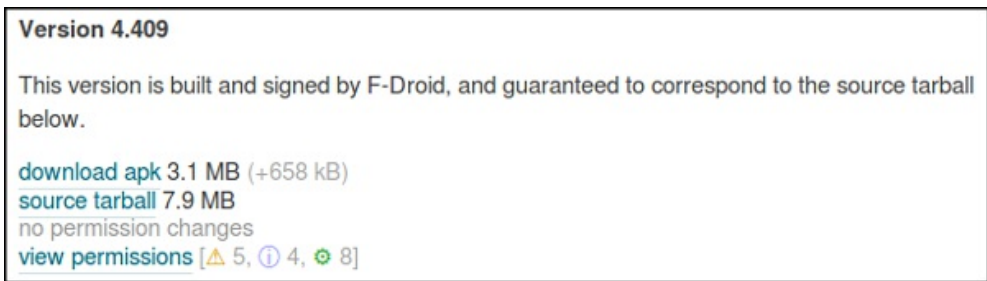 Version 4.409
This version is built and signed by F-Droid, and guaranteed to correspond to the source tarball
below.
download apk 3.1 MB (+658 kB)
source tarball 7.9 MB
no permission changes
view permissions [⚠ 5, ⓘ 4, ⚙ 8]